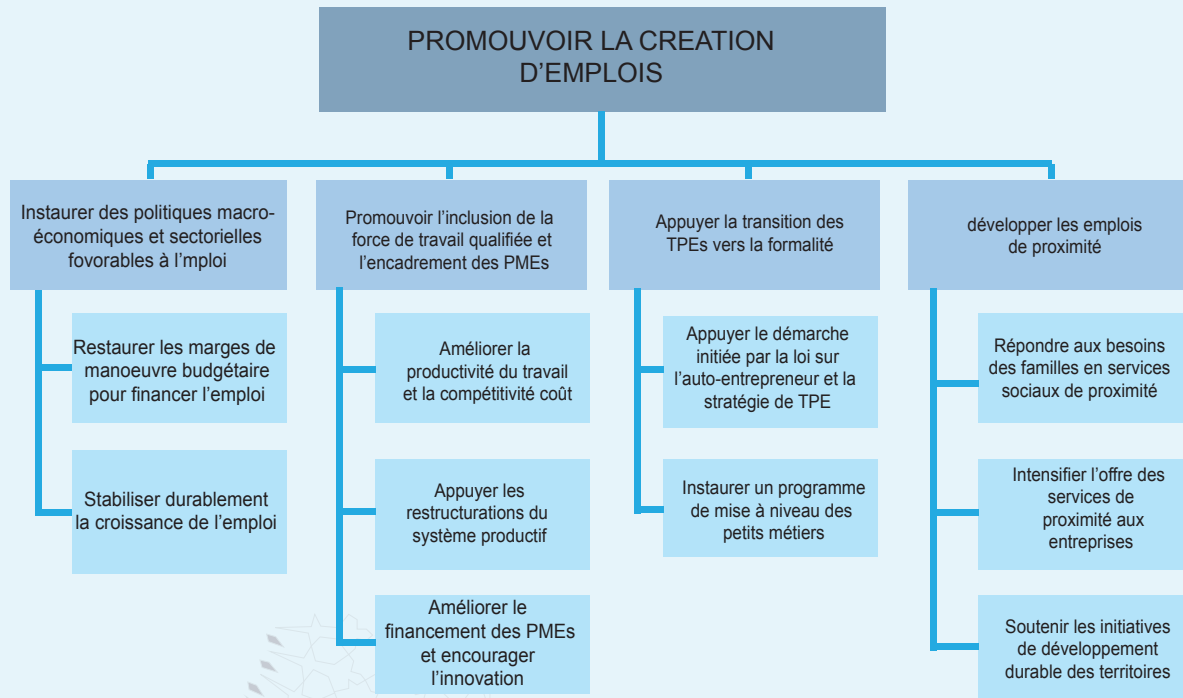 PROMOUVOIR LA CREATION
D'EMPLOIS
Instaurer des politiques macro-
économiques et sectorielles
fovorables à l'mploi
Restaurer les marges de
manoeuvre budgétaire
pour financer l'emploi
Stabiliser durablement
la croissance de l'emploi
Promouvoir l'inclusion de la
force de travail qualifiée et
l'encadrement des PMEs
Améliorer la
productivité du travail
et la compétitivité coût
Appuyer les
restructurations du
système productif
Améliorer le
financement des PMEs
et encourager
l'innovation
Appuyer la transition des
TPEs vers la formalité
Appuyer le démarche
initiée par la loi sur
l'auto-entrepreneur et la
stratégie de TPE
Instaurer un programme
de mise à niveau des
petits métiers
développer les emplois
de proximité
Répondre aux besoins
des familles en services
sociaux de proximité
Intensifier l'offre des
services de
proximité aux
entreprises
Soutenir les initiatives
de développement
durable des territoires